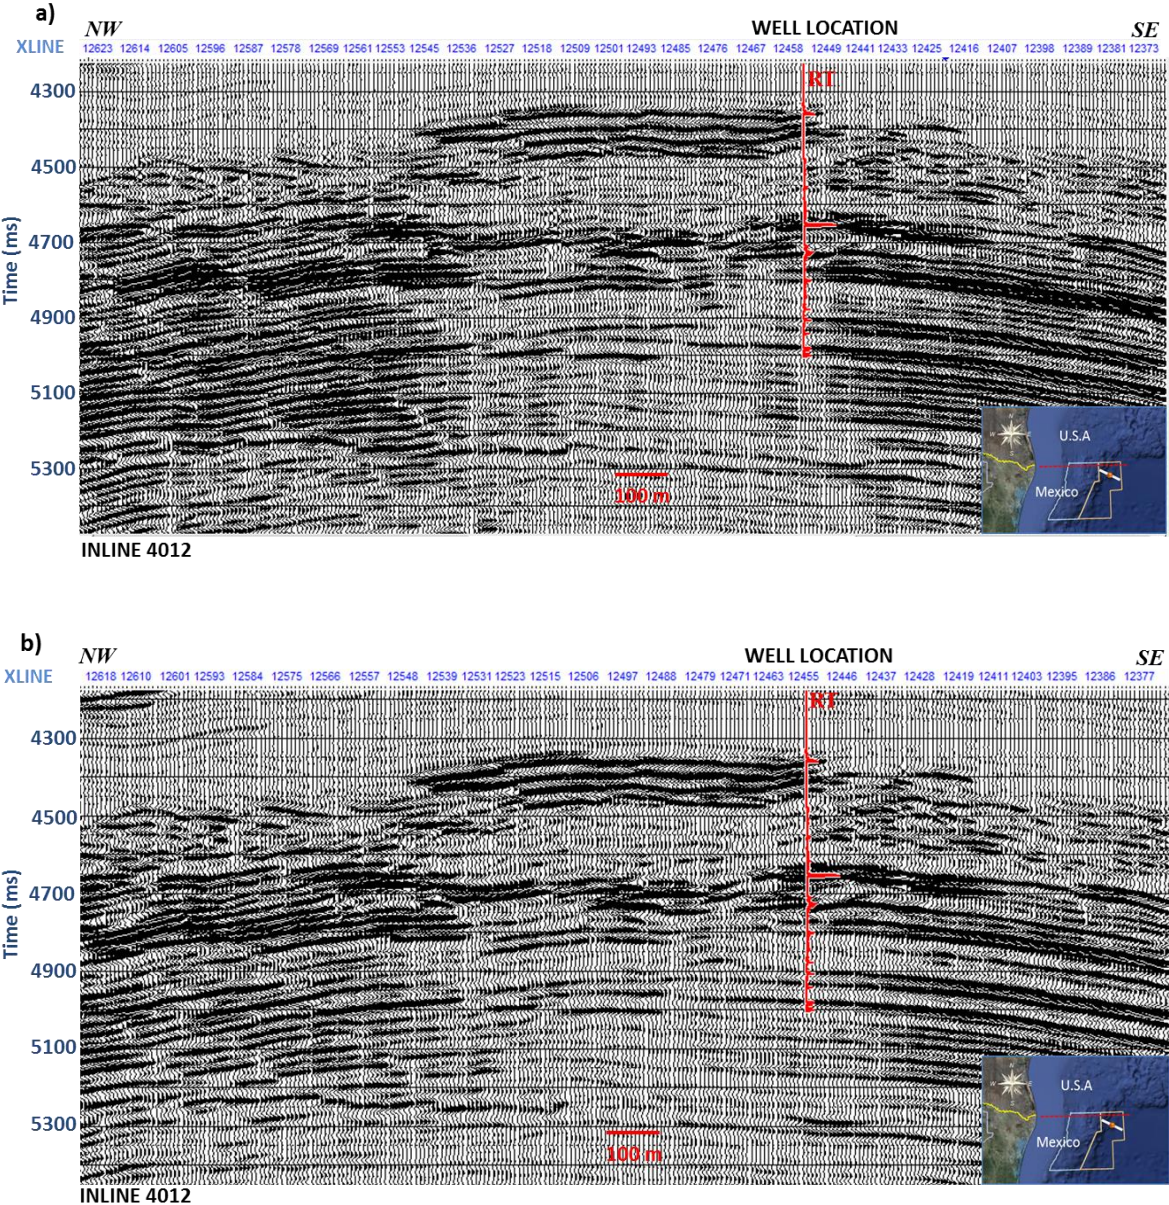 a)
NW WELL LOCATION SE
XLINE 12623 12614 12605 12596 12587 12578 12569 12561 12553 12545 12536 12527 12518 12509 12501 12493 12485 12476 12467 12458 12449 12441 12433 12425 12416 12407 12398 12389 12381 12373
RT
4300
4500
4700
4900
5100
5300
Time (ms)
U.S.A
Mexico
100 m
INLINE 4012
b)
NW WELL LOCATION SE
XLINE 12618 12610 12601 12593 12584 12575 12566 12557 12548 12539 12531 12523 12515 12506 12497 12488 12479 12471 12463 12455 12446 12437 12428 12419 12411 12403 12395 12386 12377
RT
4300
4500
4700
4900
5100
5300
Time (ms)
U.S.A
Mexico
100 m
INLINE 4012